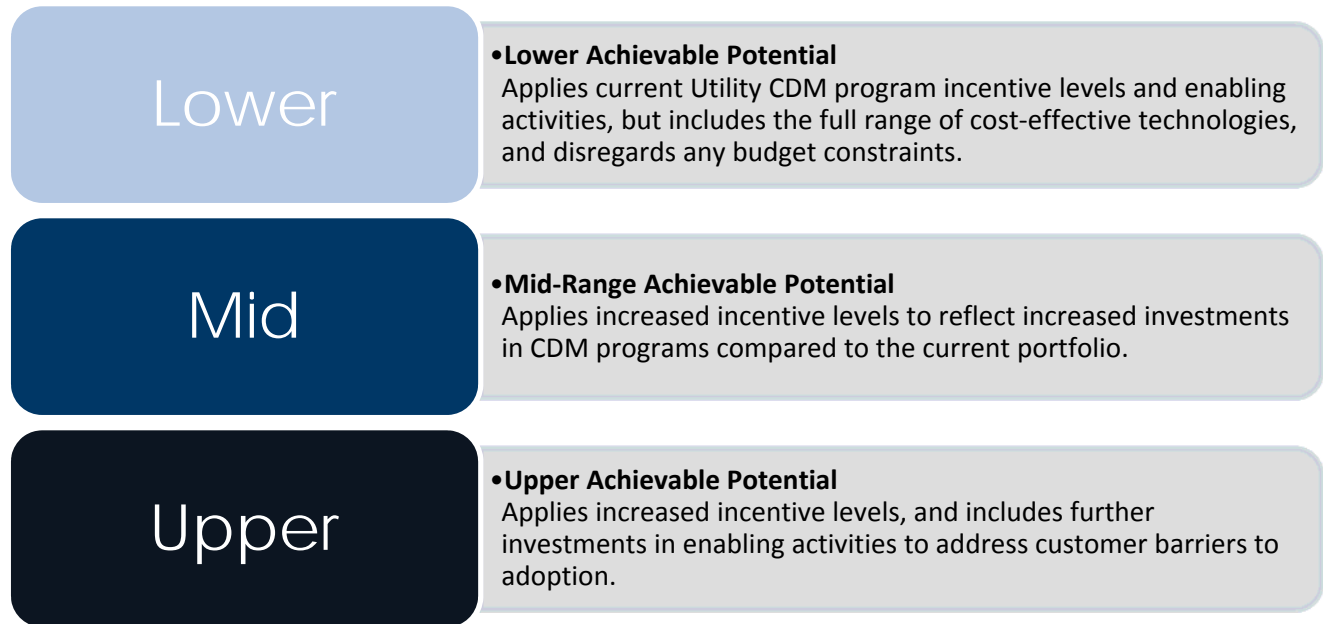 Lower
•Lower Achievable Potential
Applies current Utility CDM program incentive levels and enabling
activities, but includes the full range of cost-effective technologies,
and disregards any budget constraints.
Mid
•Mid-Range Achievable Potential
Applies increased incentive levels to reflect increased investments
in CDM programs compared to the current portfolio.
Upper
•Upper Achievable Potential
Applies increased incentive levels, and includes further
investments in enabling activities to address customer barriers to
adoption.